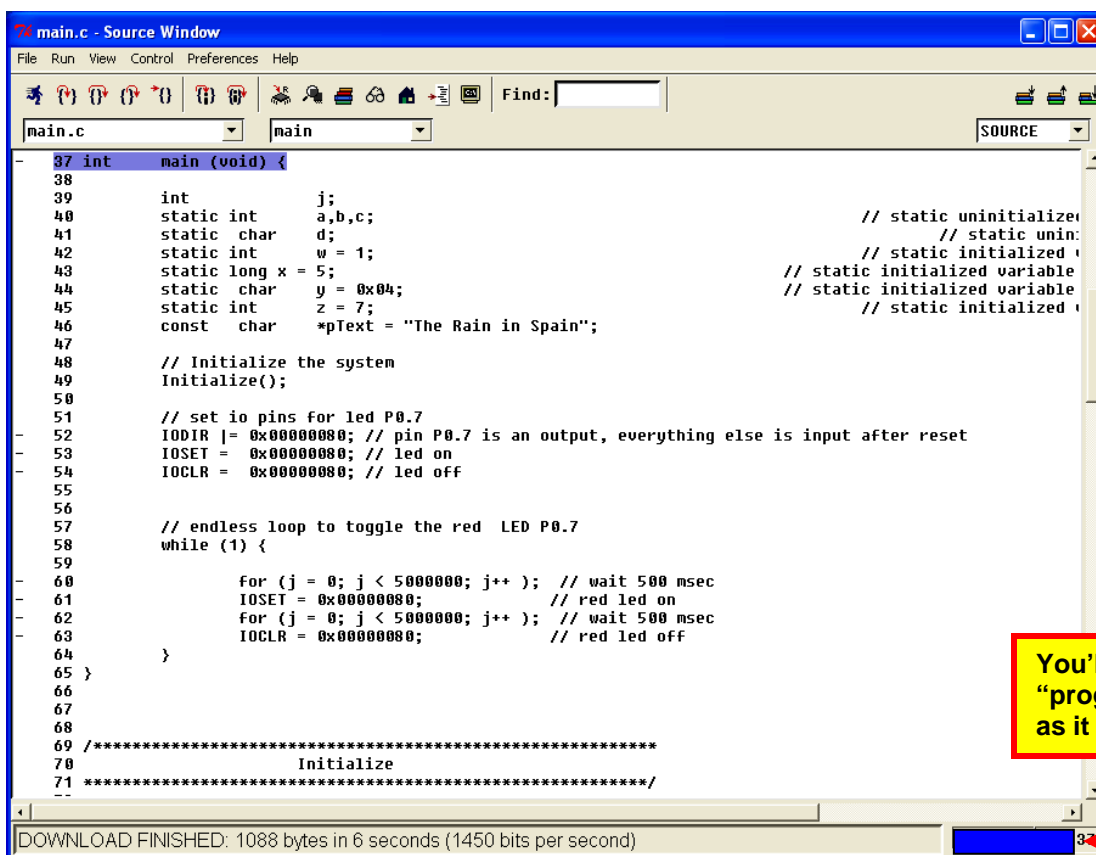 main.c - Source Window
File Run View Control Preferences Help
Find:
main.c main SOURCE
37 int main (void) {
38
39 int j;
40 static int a,b,c; // static uninitialized
41 static char d; // static unin
42 static int w = 1; // static initialized
43 static long x = 5; // static initialized variable
44 static char y = 0x04; // static initialized variable
45 static int z = 7; // static initialized
46 const char *pText = "The Rain in Spain";
47
48 // Initialize the system
49 Initialize();
50
51 // set io pins for led P0.7
52 IODIR |= 0x00000080; // pin P0.7 is an output, everything else is input after reset
53 IOSET = 0x00000080; // led on
54 IOCLR = 0x00000080; // led off
55
56
57 // endless loop to toggle the red LED P0.7
58 while (1) {
59
60 for (j = 0; j < 5000000; j++ ); // wait 500 msec
61 IOSET = 0x00000080; // red led on
62 for (j = 0; j < 5000000; j++ ); // wait 500 msec
63 IOCLR = 0x00000080; // red led off
64 }
65 }
66
67
68
69 /**********************************************************
70 Initialize
71 **********************************************************/
You'l
"prog
as it
DOWNLOAD FINISHED: 1088 bytes in 6 seconds (1450 bits per second) 37